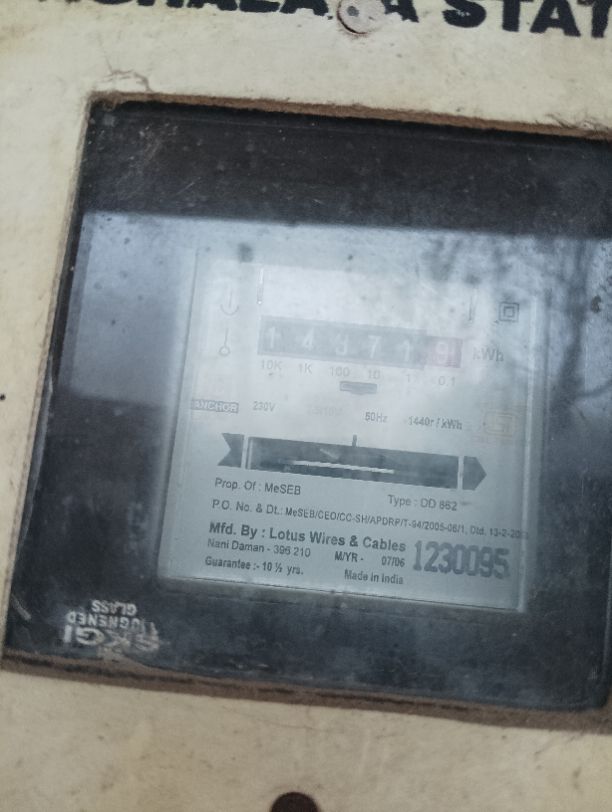 STAT
kWh
10K 1K 100 10 1 0.1
ANCHOR 230V 50Hz 1440r/kWh
Prop. Of : MeSEB
Type : DD 862
P.O. No. & Dt.: MeSEB/CEO/CC-SH/APDRP/T-94/2005-06/1, Dtd. 13-2-
Mfd. By : Lotus Wires & Cables
Nani Daman - 396 210 M/YR - 07/06
1230095
Guarantee :- 10 ½ yrs. Made in India
SKGI
TOUGHENED
GLASS